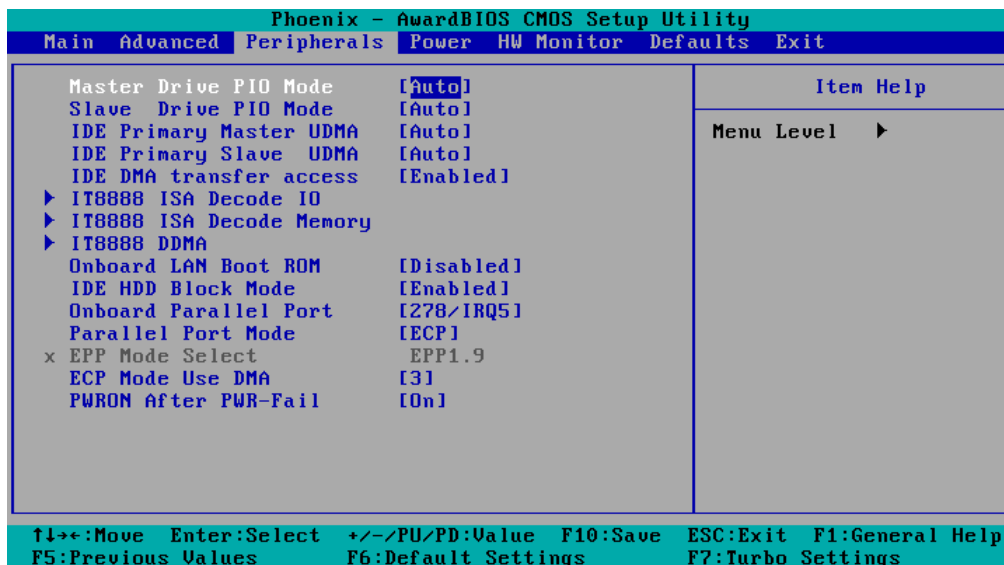 Phoenix - AwardBIOS CMOS Setup Utility
Main Advanced Peripherals Power HW Monitor Defaults Exit
Master Drive PIO Mode [Auto]
Slave Drive PIO Mode [Auto]
IDE Primary Master UDMA [Auto]
IDE Primary Slave UDMA [Auto]
IDE DMA transfer access [Enabled]
▶ IT8888 ISA Decode IO
▶ IT8888 ISA Decode Memory
▶ IT8888 DDMA
Onboard LAN Boot ROM [Disabled]
IDE HDD Block Mode [Enabled]
Onboard Parallel Port [278/IRQ5]
Parallel Port Mode [ECP]
x EPP Mode Select EPP1.9
ECP Mode Use DMA [3]
PWRON After PWR-Fail [On]
Item Help
Menu Level ▶
↑↓→←:Move Enter:Select +/-/PU/PD:Value F10:Save ESC:Exit F1:General Help
F5:Previous Values F6:Default Settings F7:Turbo Settings